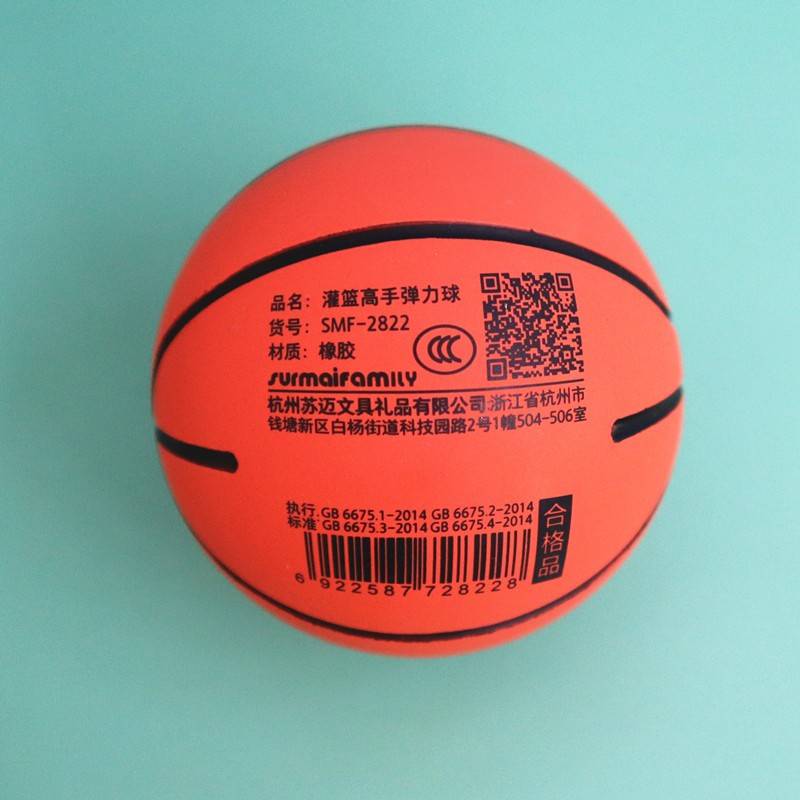 品名：灌篮高手弹力球
货号：SMF-2822
材质：橡胶
CCC
surmaifamily
杭州苏迈文具礼品有限公司:浙江省杭州市
钱塘新区白杨街道科技园路2号1幢504-506室
执行：GB 6675.1-2014 GB 6675.2-2014
标准：GB 6675.3-2014 GB 6675.4-2014
合格品
6 922587 728228